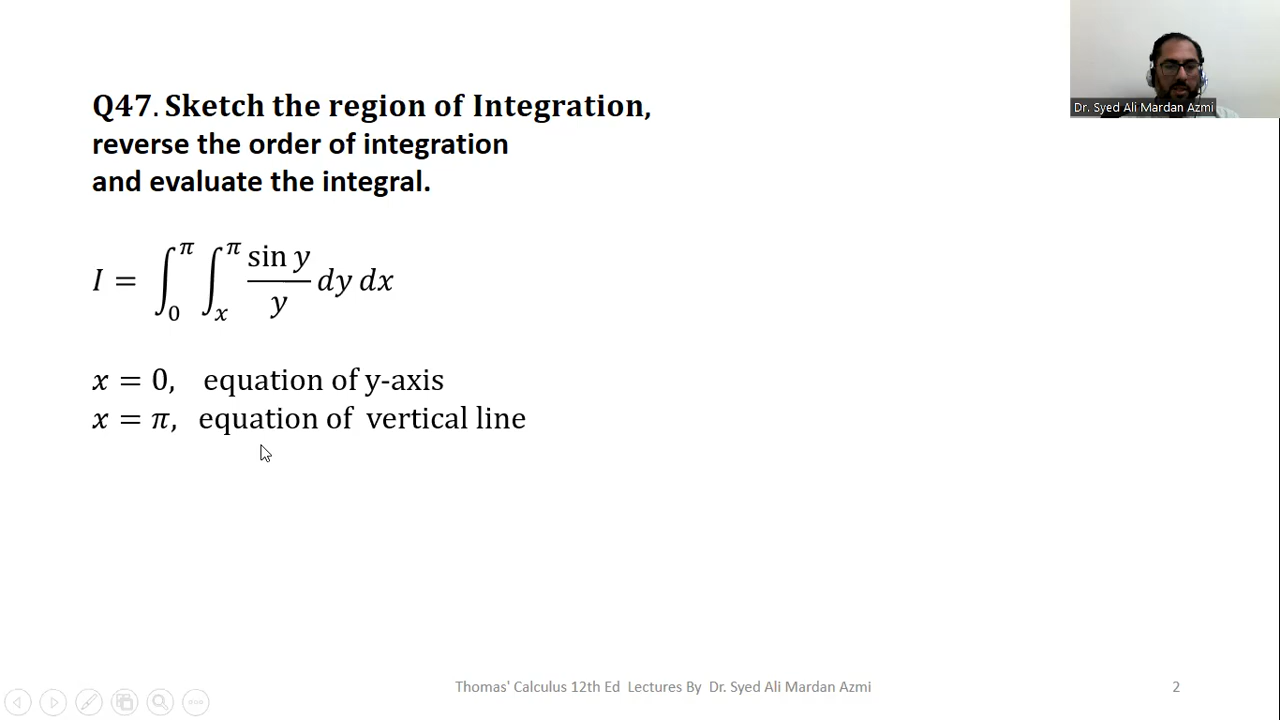 Dr. Syed Ali Mardan Azmi
Q47. Sketch the region of Integration,
reverse the order of integration
and evaluate the integral.
I = ∫_0^π ∫_x^π (sin y)/y dy dx
x = 0, equation of y-axis
x = π, equation of vertical line
Thomas' Calculus 12th Ed Lectures By Dr. Syed Ali Mardan Azmi
2